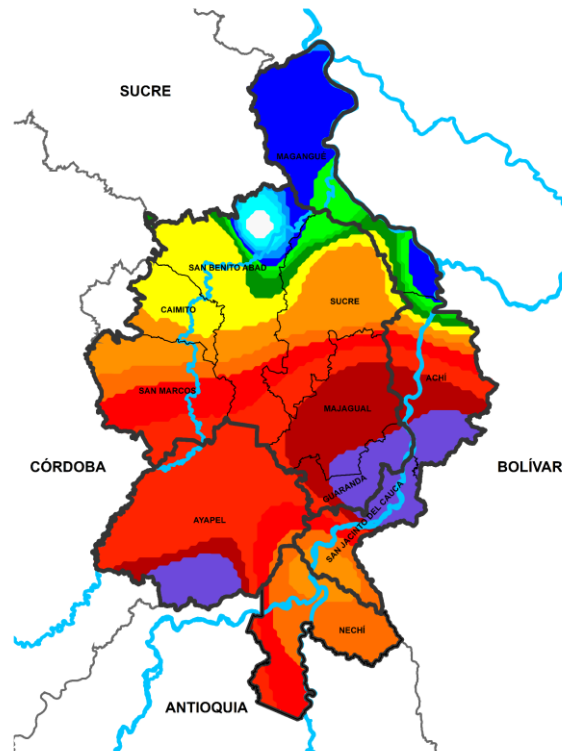 SUCRE
MAGANGUÉ
SAN BENITO ABAD
CAIMITO
SUCRE
SAN MARCOS
ACHÍ
MAJAGUAL
CÓRDOBA
BOLÍVAR
GUARANDA
AYAPEL
SAN JACINTO DEL CAUCA
NECHÍ
ANTIOQUIA